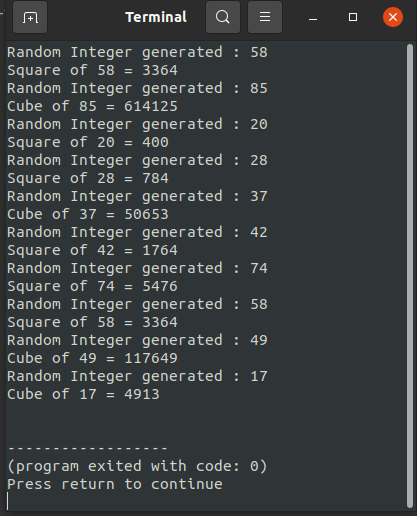 Terminal
Random Integer generated : 58
Square of 58 = 3364
Random Integer generated : 85
Cube of 85 = 614125
Random Integer generated : 20
Square of 20 = 400
Random Integer generated : 28
Square of 28 = 784
Random Integer generated : 37
Cube of 37 = 50653
Random Integer generated : 42
Square of 42 = 1764
Random Integer generated : 74
Square of 74 = 5476
Random Integer generated : 58
Square of 58 = 3364
Random Integer generated : 49
Cube of 49 = 117649
Random Integer generated : 17
Cube of 17 = 4913
------------------
(program exited with code: 0)
Press return to continue